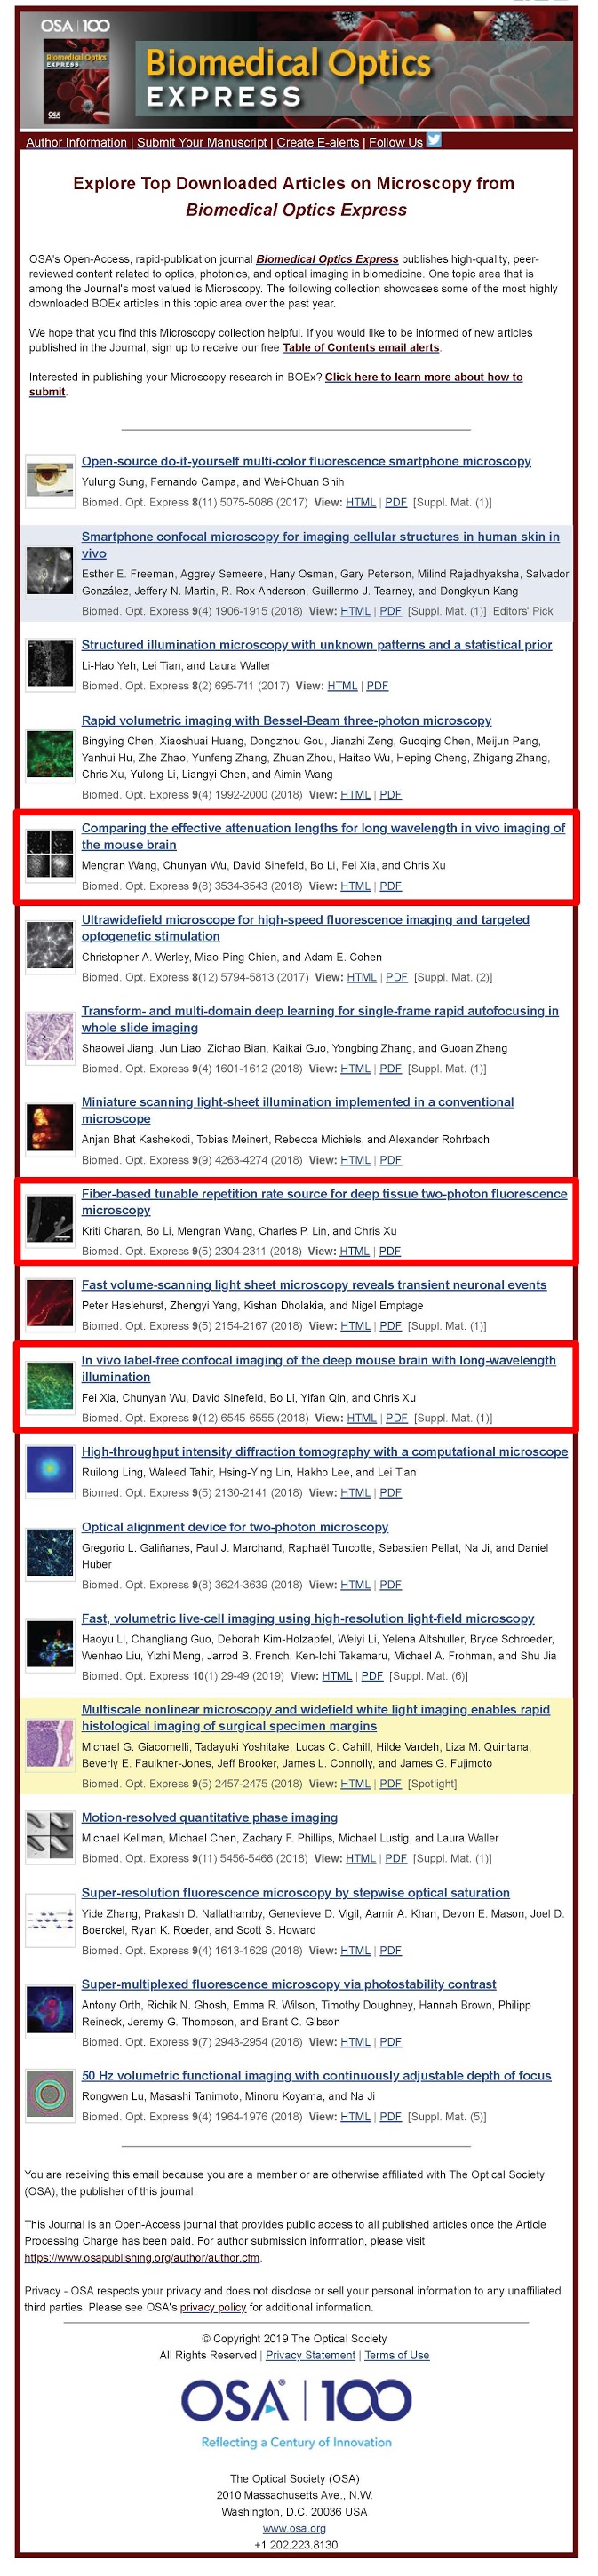 OSA | 100
Biomedical Optics
EXPRESS
OSA
Biomedical Optics
EXPRESS
Author Information | Submit Your Manuscript | Create E-alerts | Follow Us
Explore Top Downloaded Articles on Microscopy from
Biomedical Optics Express
OSA's Open-Access, rapid-publication journal Biomedical Optics Express publishes high-quality, peer-
reviewed content related to optics, photonics, and optical imaging in biomedicine. One topic area that is
among the Journal's most valued is Microscopy. The following collection showcases some of the most highly
downloaded BOEx articles in this topic area over the past year.
We hope that you find this Microscopy collection helpful. If you would like to be informed of new articles
published in the Journal, sign up to receive our free Table of Contents email alerts.
Interested in publishing your Microscopy research in BOEx? Click here to learn more about how to
submit.
Open-source do-it-yourself multi-color fluorescence smartphone microscopy
Yulung Sung, Fernando Campa, and Wei-Chuan Shih
Biomed. Opt. Express 8(11) 5075-5086 (2017) View: HTML | PDF [Suppl. Mat. (1)]
Smartphone confocal microscopy for imaging cellular structures in human skin in
vivo
Esther E. Freeman, Aggrey Semeere, Hany Osman, Gary Peterson, Milind Rajadhyaksha, Salvador
González, Jeffery N. Martin, R. Rox Anderson, Guillermo J. Tearney, and Dongkyun Kang
Biomed. Opt. Express 9(4) 1906-1915 (2018) View: HTML | PDF [Suppl. Mat. (1)] Editors' Pick
Structured illumination microscopy with unknown patterns and a statistical prior
Li-Hao Yeh, Lei Tian, and Laura Waller
Biomed. Opt. Express 8(2) 695-711 (2017) View: HTML | PDF
Rapid volumetric imaging with Bessel-Beam three-photon microscopy
Bingying Chen, Xiaoshuai Huang, Dongzhou Gou, Jianzhi Zeng, Guoqing Chen, Meijun Pang,
Yanhui Hu, Zhe Zhao, Yunfeng Zhang, Zhuan Zhou, Haitao Wu, Heping Cheng, Zhigang Zhang,
Chris Xu, Yulong Li, Liangyi Chen, and Aimin Wang
Biomed. Opt. Express 9(4) 1992-2000 (2018) View: HTML | PDF
Comparing the effective attenuation lengths for long wavelength in vivo imaging of
the mouse brain
Mengran Wang, Chunyan Wu, David Sinefeld, Bo Li, Fei Xia, and Chris Xu
Biomed. Opt. Express 9(8) 3534-3543 (2018) View: HTML | PDF
Ultrawidefield microscope for high-speed fluorescence imaging and targeted
optogenetic stimulation
Christopher A. Werley, Miao-Ping Chien, and Adam E. Cohen
Biomed. Opt. Express 8(12) 5794-5813 (2017) View: HTML | PDF [Suppl. Mat. (2)]
Transform- and multi-domain deep learning for single-frame rapid autofocusing in
whole slide imaging
Shaowei Jiang, Jun Liao, Zichao Bian, Kaikai Guo, Yongbing Zhang, and Guoan Zheng
Biomed. Opt. Express 9(4) 1601-1612 (2018) View: HTML | PDF [Suppl. Mat. (1)]
Miniature scanning light-sheet illumination implemented in a conventional
microscope
Anjan Bhat Kashekodi, Tobias Meinert, Rebecca Michiels, and Alexander Rohrbach
Biomed. Opt. Express 9(9) 4263-4274 (2018) View: HTML | PDF
Fiber-based tunable repetition rate source for deep tissue two-photon fluorescence
microscopy
Kriti Charan, Bo Li, Mengran Wang, Charles P. Lin, and Chris Xu
Biomed. Opt. Express 9(5) 2304-2311 (2018) View: HTML | PDF
Fast volume-scanning light sheet microscopy reveals transient neuronal events
Peter Haslehurst, Zhengyi Yang, Kishan Dholakia, and Nigel Emptage
Biomed. Opt. Express 9(5) 2154-2167 (2018) View: HTML | PDF [Suppl. Mat. (1)]
In vivo label-free confocal imaging of the deep mouse brain with long-wavelength
illumination
Fei Xia, Chunyan Wu, David Sinefeld, Bo Li, Yifan Qin, and Chris Xu
Biomed. Opt. Express 9(12) 6545-6555 (2018) View: HTML | PDF [Suppl. Mat. (1)]
High-throughput intensity diffraction tomography with a computational microscope
Ruilong Ling, Waleed Tahir, Hsing-Ying Lin, Hakho Lee, and Lei Tian
Biomed. Opt. Express 9(5) 2130-2141 (2018) View: HTML | PDF
Optical alignment device for two-photon microscopy
Gregorio L. Galiñanes, Paul J. Marchand, Raphaël Turcotte, Sebastien Pellat, Na Ji, and Daniel
Huber
Biomed. Opt. Express 9(8) 3624-3639 (2018) View: HTML | PDF
Fast, volumetric live-cell imaging using high-resolution light-field microscopy
Haoyu Li, Changliang Guo, Deborah Kim-Holzapfel, Weiyi Li, Yelena Altshuller, Bryce Schroeder,
Wenhao Liu, Yizhi Meng, Jarrod B. French, Ken-Ichi Takamaru, Michael A. Frohman, and Shu Jia
Biomed. Opt. Express 10(1) 29-49 (2019) View: HTML | PDF [Suppl. Mat. (6)]
Multiscale nonlinear microscopy and widefield white light imaging enables rapid
histological imaging of surgical specimen margins
Michael G. Giacomelli, Tadayuki Yoshitake, Lucas C. Cahill, Hilde Vardeh, Liza M. Quintana,
Beverly E. Faulkner-Jones, Jeff Brooker, James L. Connolly, and James G. Fujimoto
Biomed. Opt. Express 9(5) 2457-2475 (2018) View: HTML | PDF [Spotlight]
Motion-resolved quantitative phase imaging
Michael Kellman, Michael Chen, Zachary F. Phillips, Michael Lustig, and Laura Waller
Biomed. Opt. Express 9(11) 5456-5466 (2018) View: HTML | PDF [Suppl. Mat. (1)]
Super-resolution fluorescence microscopy by stepwise optical saturation
Yide Zhang, Prakash D. Nallathamby, Genevieve D. Vigil, Aamir A. Khan, Devon E. Mason, Joel D.
Boerckel, Ryan K. Roeder, and Scott S. Howard
Biomed. Opt. Express 9(4) 1613-1629 (2018) View: HTML | PDF
Super-multiplexed fluorescence microscopy via photostability contrast
Antony Orth, Richik N. Ghosh, Emma R. Wilson, Timothy Doughney, Hannah Brown, Philipp
Reineck, Jeremy G. Thompson, and Brant C. Gibson
Biomed. Opt. Express 9(7) 2943-2954 (2018) View: HTML | PDF
50 Hz volumetric functional imaging with continuously adjustable depth of focus
Rongwen Lu, Masashi Tanimoto, Minoru Koyama, and Na Ji
Biomed. Opt. Express 9(4) 1964-1976 (2018) View: HTML | PDF [Suppl. Mat. (5)]
You are receiving this email because you are a member or are otherwise affiliated with The Optical Society
(OSA), the publisher of this journal.
This Journal is an Open-Access journal that provides public access to all published articles once the Article
Processing Charge has been paid. For author submission information, please visit
https://www.osapublishing.org/author/author.cfm.
Privacy - OSA respects your privacy and does not disclose or sell your personal information to any unaffiliated
third parties. Please see OSA's privacy policy for additional information.
© Copyright 2019 The Optical Society
All Rights Reserved | Privacy Statement | Terms of Use
OSA® | 100
Reflecting a Century of Innovation
The Optical Society (OSA)
2010 Massachusetts Ave., N.W.
Washington, D.C. 20036 USA
www.osa.org
+1 202.223.8130